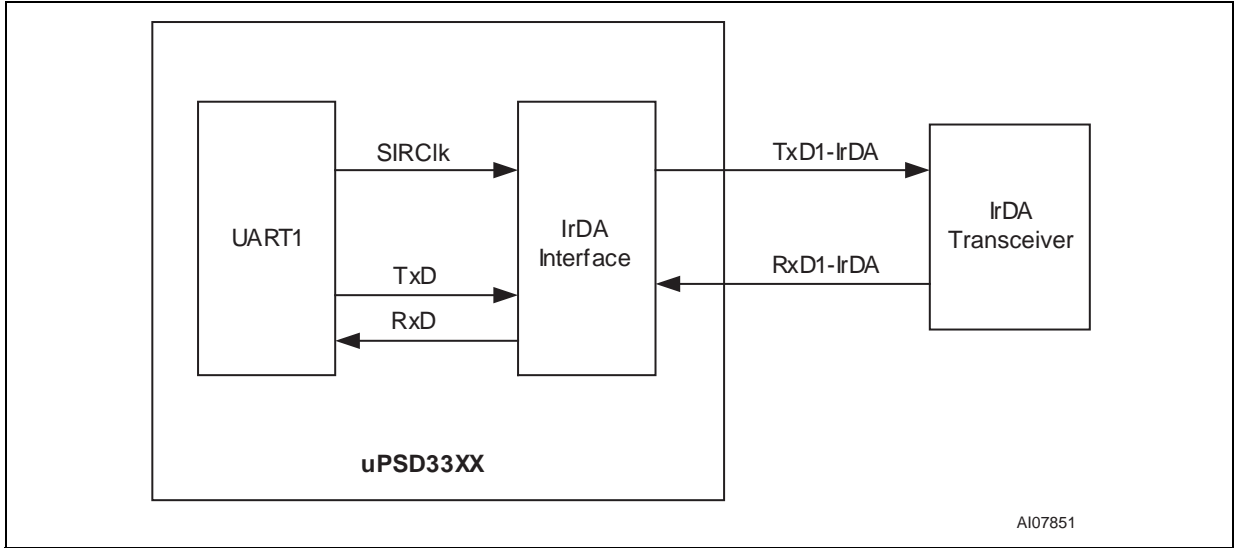 SIRClk
TxD1-IrDA
UART1
IrDA
Interface
IrDA
Transceiver
TxD
RxD1-IrDA
RxD
uPSD33XX
AI07851